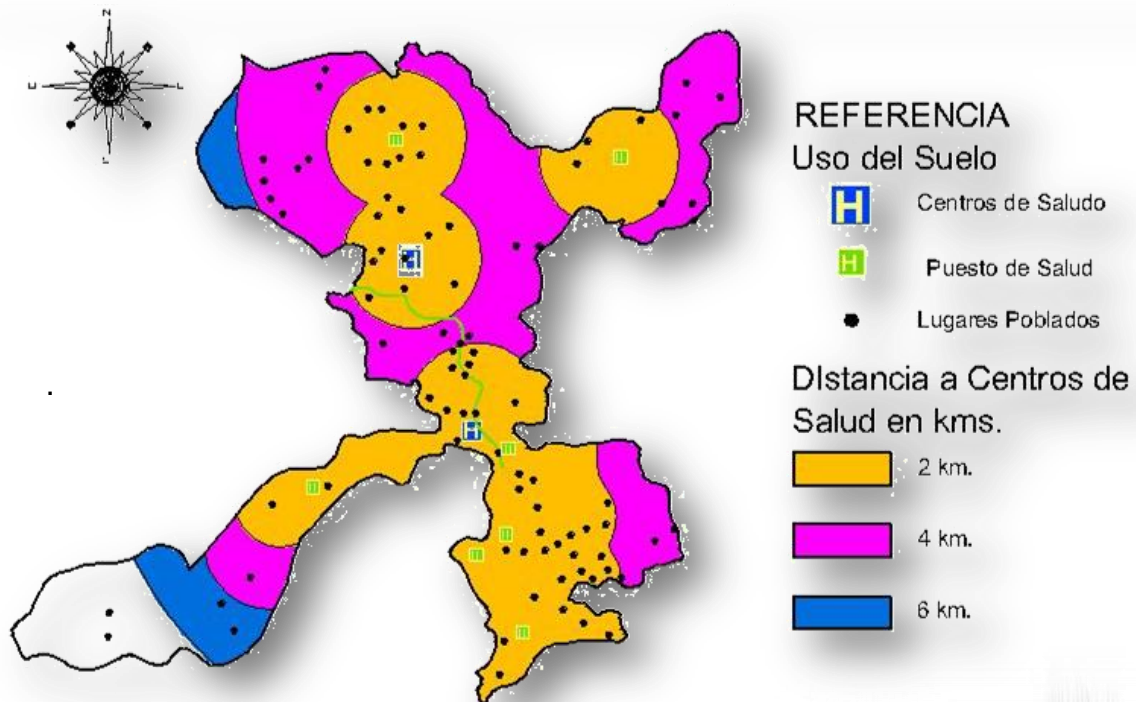 REFERENCIA
Uso del Suelo
H Centros de Saludo
H Puesto de Salud
Lugares Poblados
DIstancia a Centros de
Salud en kms.
2 km.
4 km.
6 km.